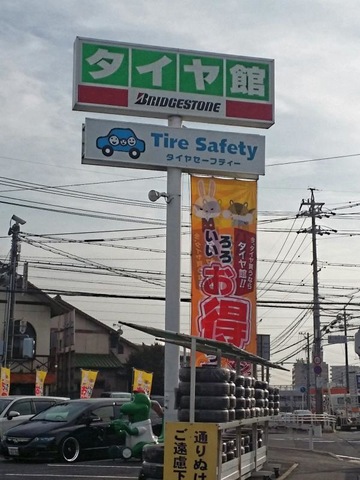 タイヤ館
BRIDGESTONE
Tire Safety
タイヤセーフティー
タイヤ館!!
いろいろ
お得
通りぬけ
ご遠慮下